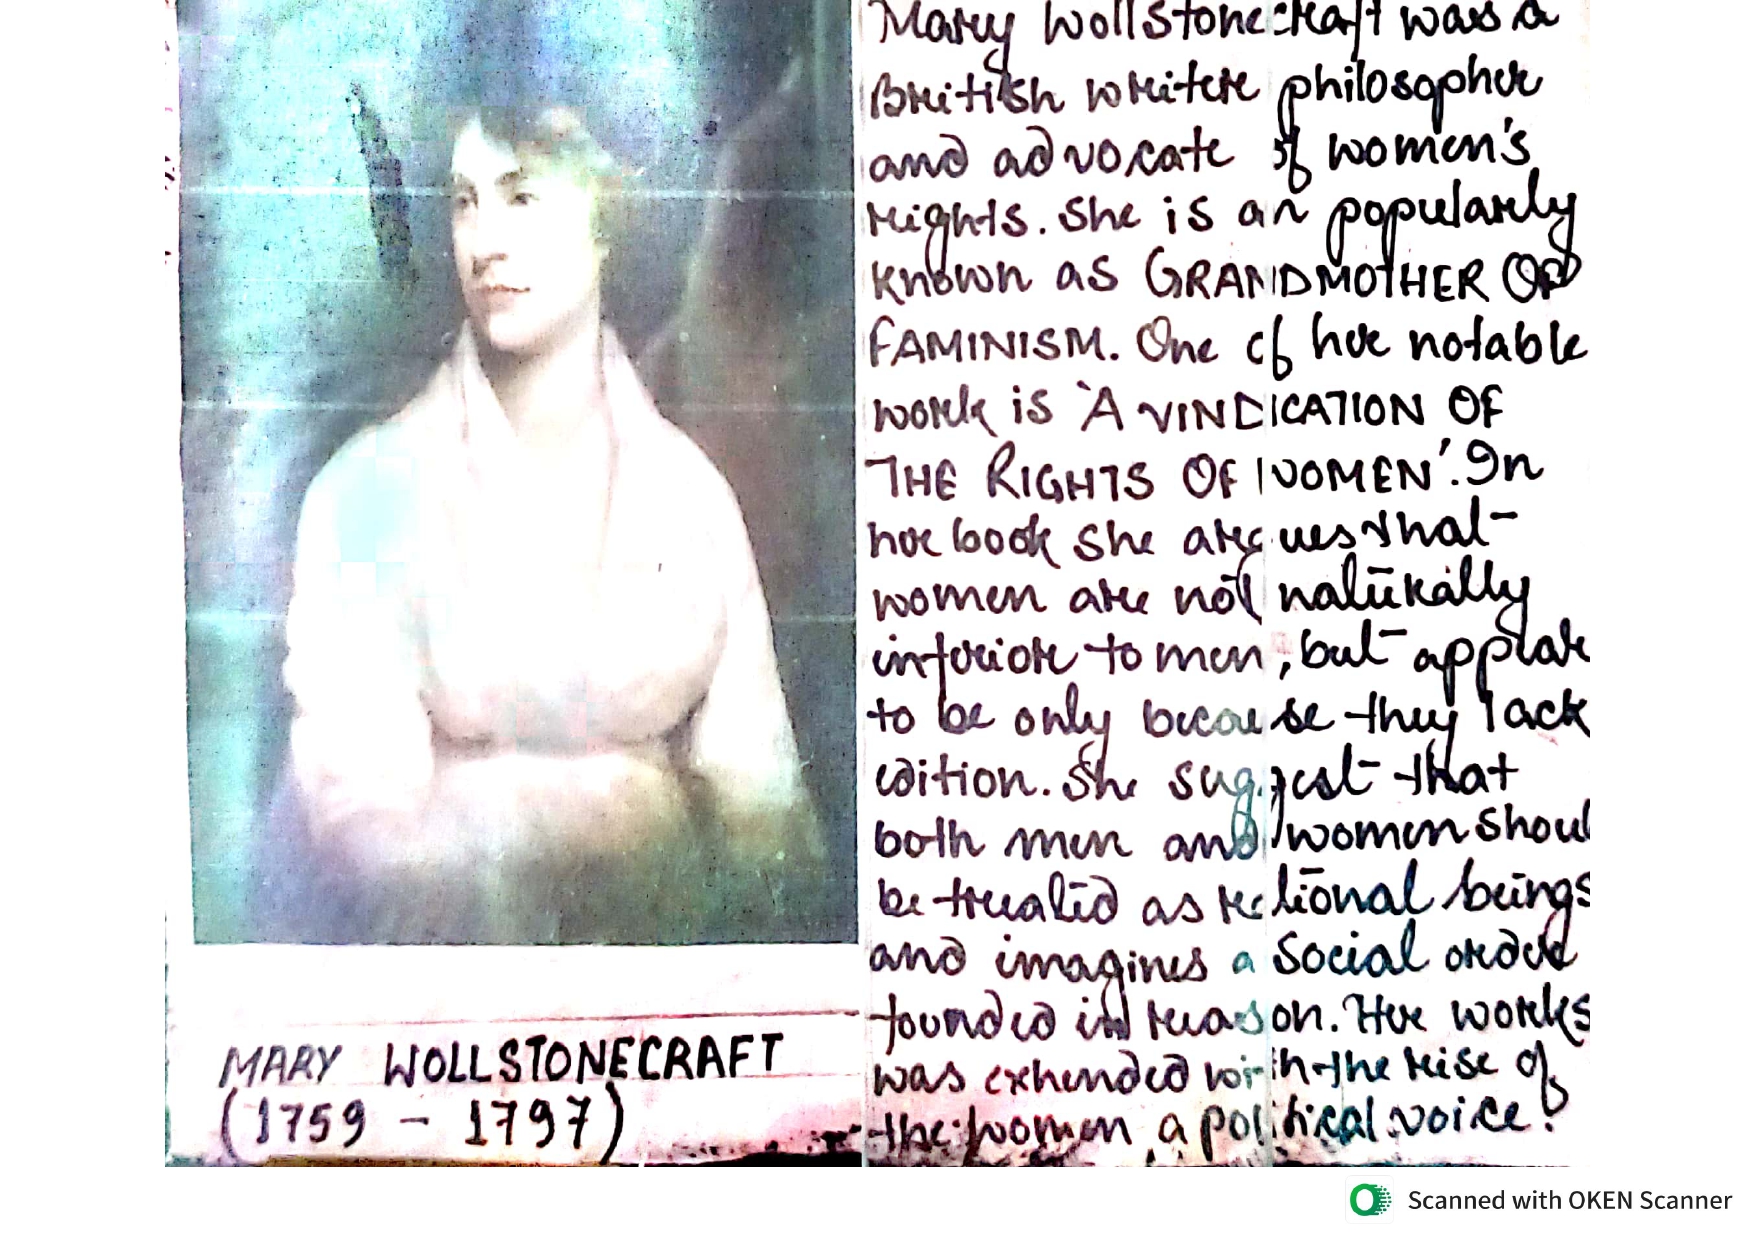 Mary Wollstonecraft was a
British writer philosopher
and advocate of women's
rights. She is an popularly
known as GRANDMOTHER OF
FAMINISM. One of her notable
work is 'A VINDICATION OF
THE RIGHTS OF WOMEN'. In
her book she argues that
women are not naturally
inferior to men, but appear
to be only because they lack
edition. She suggest that
both men and women shoul
be treated as rational beings
and imagines a Social order
founded in reason. Her works
was exhended with the rise of
the women a political voice.
MARY WOLLSTONECRAFT
(1759 - 1797)
Scanned with OKEN Scanner